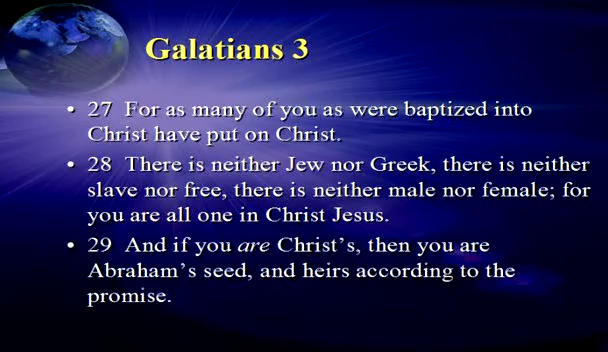 Galatians 3
• 27 For as many of you as were baptized into
Christ have put on Christ.
• 28 There is neither Jew nor Greek, there is neither
slave nor free, there is neither male nor female; for
you are all one in Christ Jesus.
• 29 And if you are Christ's, then you are
Abraham's seed, and heirs according to the
promise.